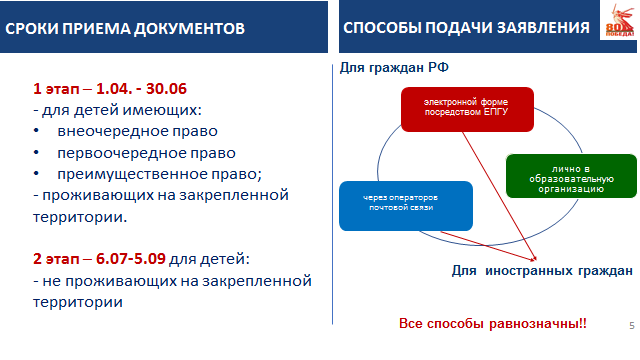 СРОКИ ПРИЕМА ДОКУМЕНТОВ
1 этап – 1.04. - 30.06
- для детей имеющих:
• внеочередное право
• первоочередное право
• преимущественное право;
- проживающих на закрепленной
территории.
2 этап – 6.07-5.09 для детей:
- не проживающих на закрепленной
территории
СПОСОБЫ ПОДАЧИ ЗАЯВЛЕНИЯ
80
ПОБЕДА!
Для граждан РФ
электронной форме
посредством ЕПГУ
лично в
образовательную
организацию
через операторов
почтовой связи
Для иностранных граждан
Все способы равнозначны!!
5